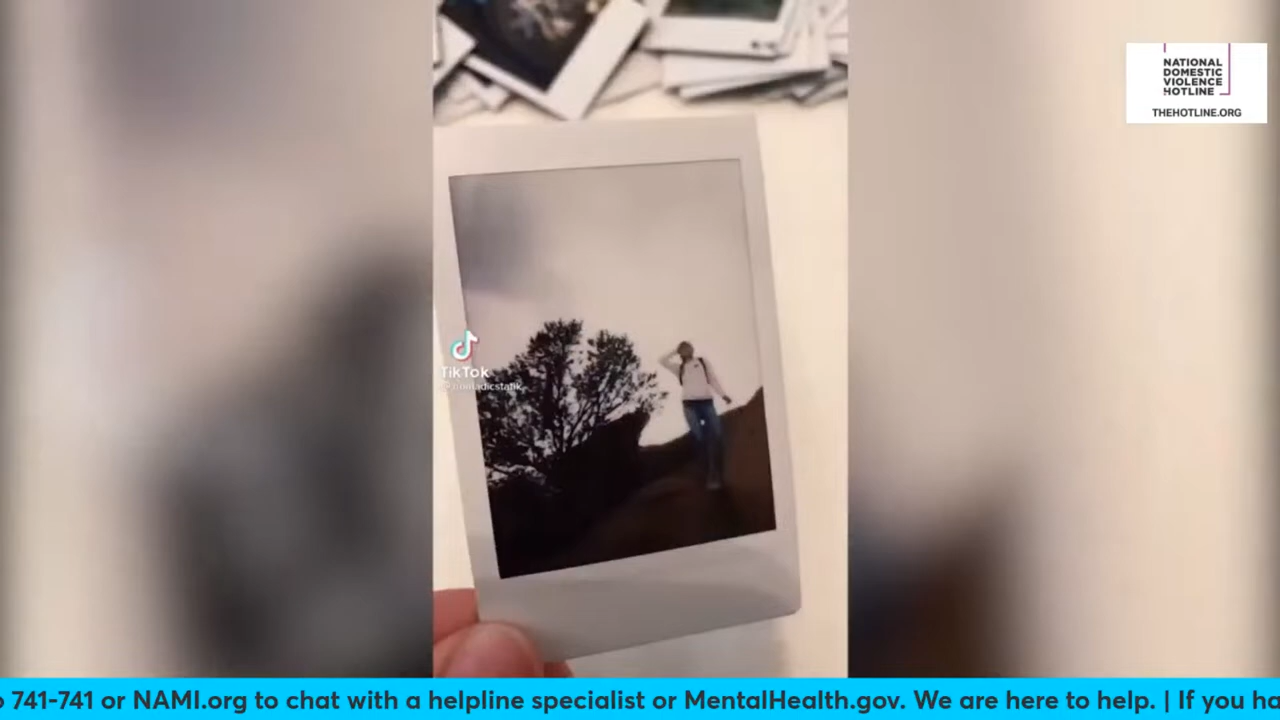 NATIONAL
DOMESTIC
VIOLENCE
HOTLINE
THEHOTLINE.ORG
TikTok
741-741 or NAMI.org to chat with a helpline specialist or MentalHealth.gov. We are here to help. | If you